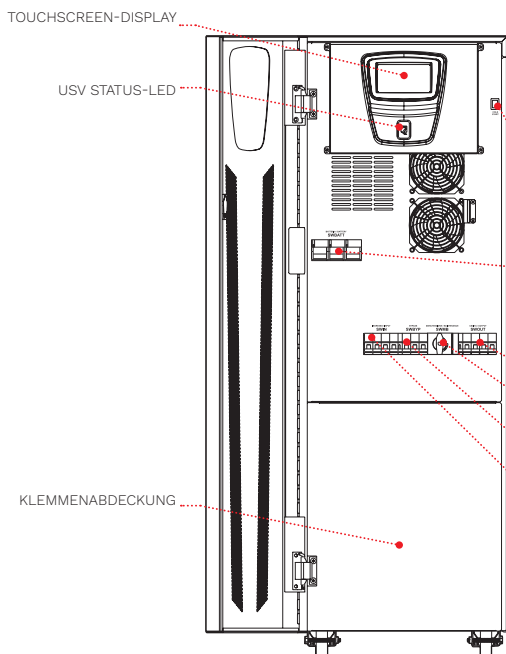 TOUCHSCREEN-DISPLAY
USV STATUS-LED
SWBATT
SWIN SWBYP SWMB SWOUT
KLEMMENABDECKUNG